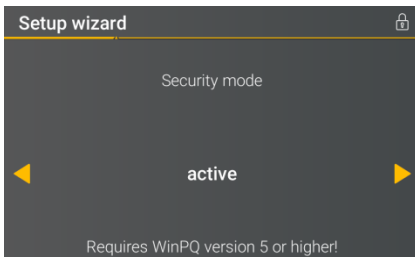 Setup wizard
Security mode
active
Requires WinPQ version 5 or higher!